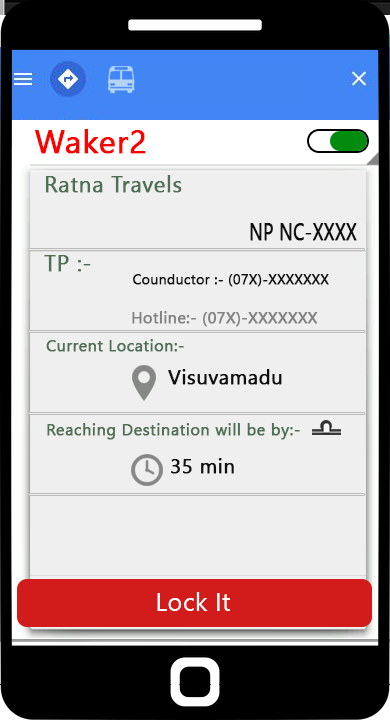 Waker2
Ratna Travels
NP NC-XXXX
TP :-
Counductor :- (07X)-XXXXXXX
Hotline:- (07X)-XXXXXXX
Current Location:-
Visuvamadu
Reaching Destination will be by:-
35 min
Lock It